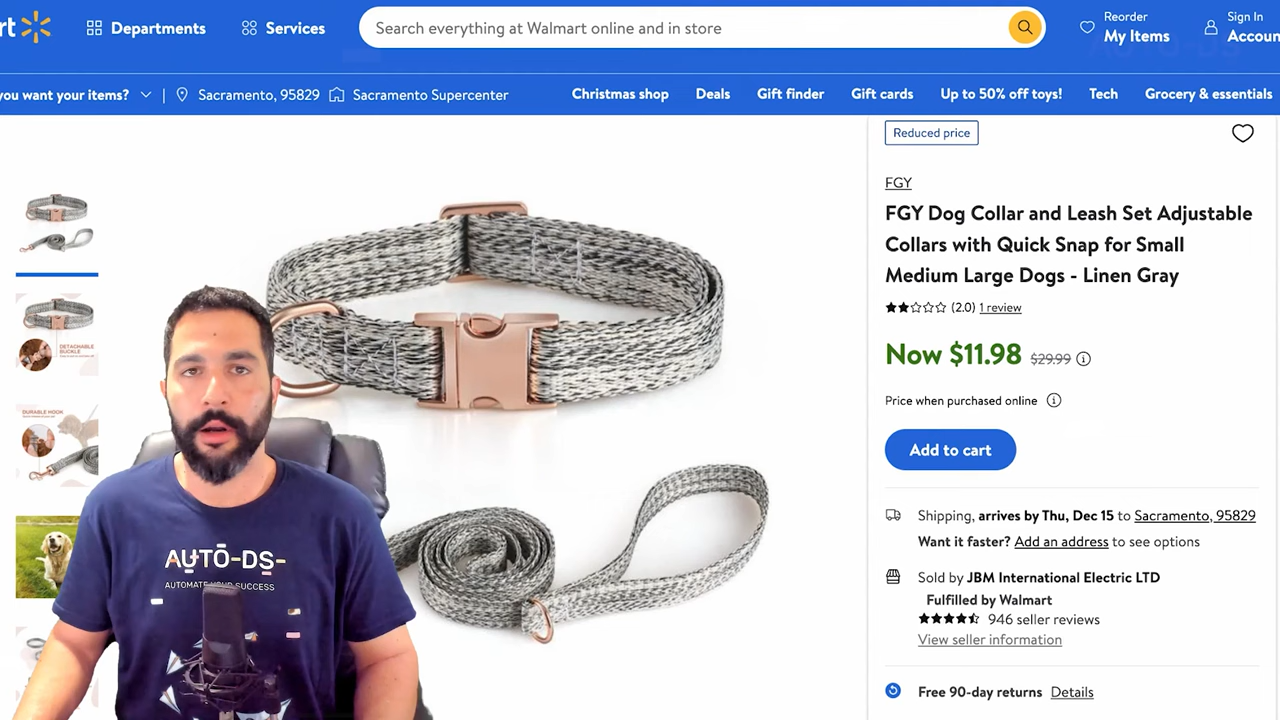 rt
Departments
Services
Search everything at Walmart online and in store
Reorder
My Items
Sign In
Accoun
you want your items?
Sacramento, 95829
Sacramento Supercenter
Christmas shop
Deals
Gift finder
Gift cards
Up to 50% off toys!
Tech
Grocery & essentials
Reduced price
FGY
FGY Dog Collar and Leash Set Adjustable
Collars with Quick Snap for Small
Medium Large Dogs - Linen Gray
(2.0) 1 review
Now $11.98 $29.99
Price when purchased online
Add to cart
Shipping, arrives by Thu, Dec 15 to Sacramento, 95829
Want it faster? Add an address to see options
Sold by JBM International Electric LTD
Fulfilled by Walmart
946 seller reviews
View seller information
Free 90-day returns Details
DETACHABLE
BUCKLE
DURABLE HOOK
AUTO-DS-
AUTOMATE YOUR SUCCESS